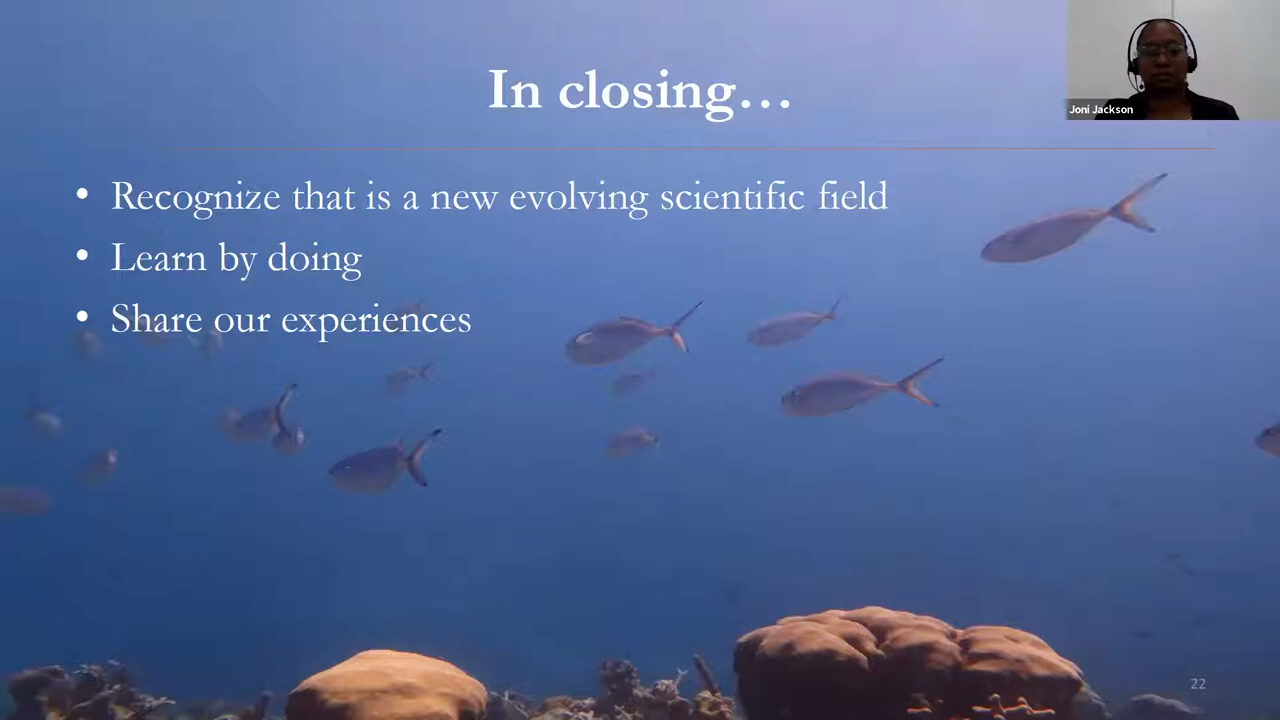 In closing…
Joni Jackson
• Recognize that is a new evolving scientific field
• Learn by doing
• Share our experiences
22